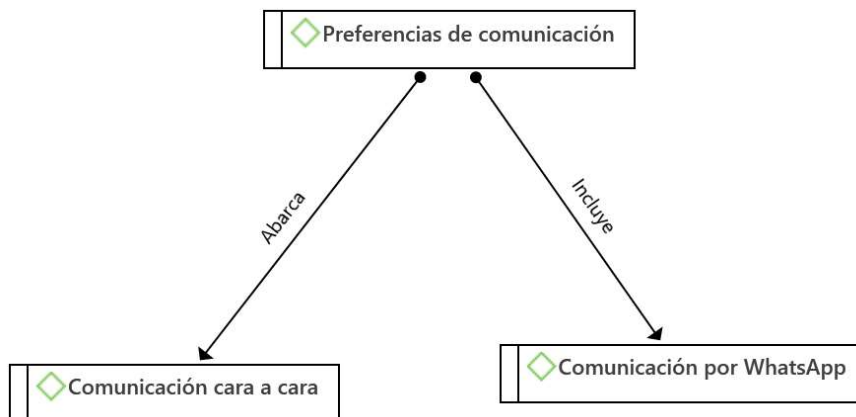 Preferencias de comunicación
Abarca
Incluye
Comunicación por WhatsApp
Comunicación cara a cara